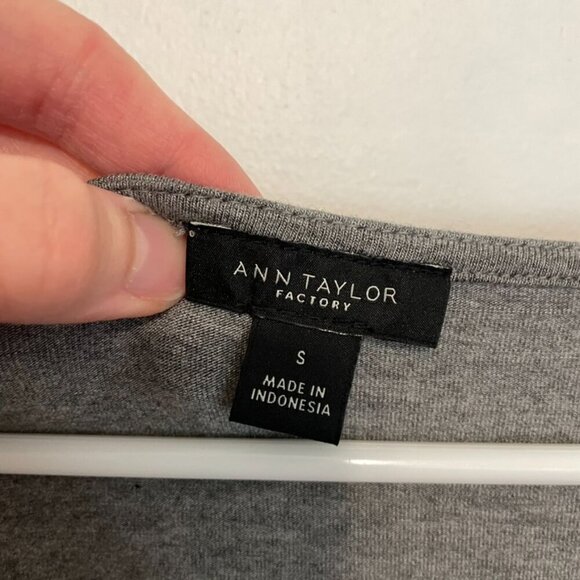 ANN TAYLOR
FACTORY
S
MADE IN
INDONESIA